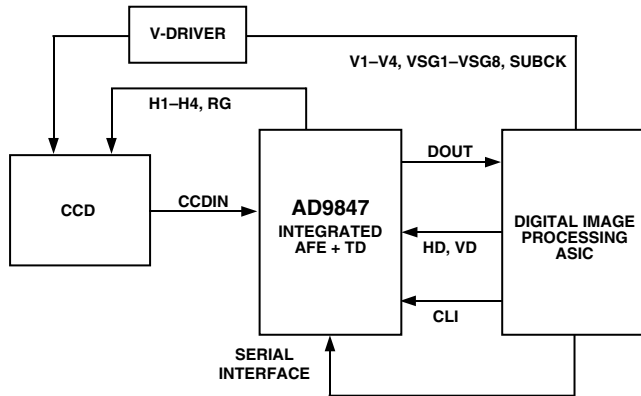 V-DRIVER
V1–V4, VSG1–VSG8, SUBCK
H1–H4, RG
CCD
CCDIN
AD9847
INTEGRATED
AFE + TD
DOUT
HD, VD
CLI
DIGITAL IMAGE
PROCESSING
ASIC
SERIAL
INTERFACE